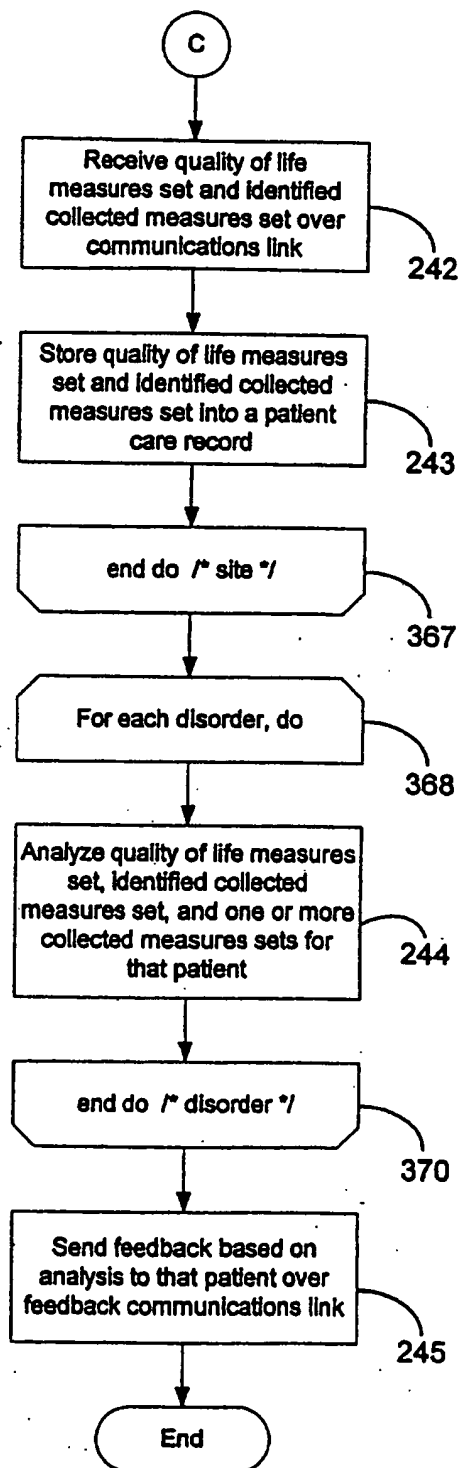 C
Receive quality of life
measures set and identified
collected measures set over
communications link
242
Store quality of life measures
set and identified collected
measures set into a patient
care record
243
end do /* site */
367
For each disorder, do
368
Analyze quality of life measures
set, identified collected
measures set, and one or more
collected measures sets for
that patient
244
end do /* disorder */
370
Send feedback based on
analysis to that patient over
feedback communications link
245
End